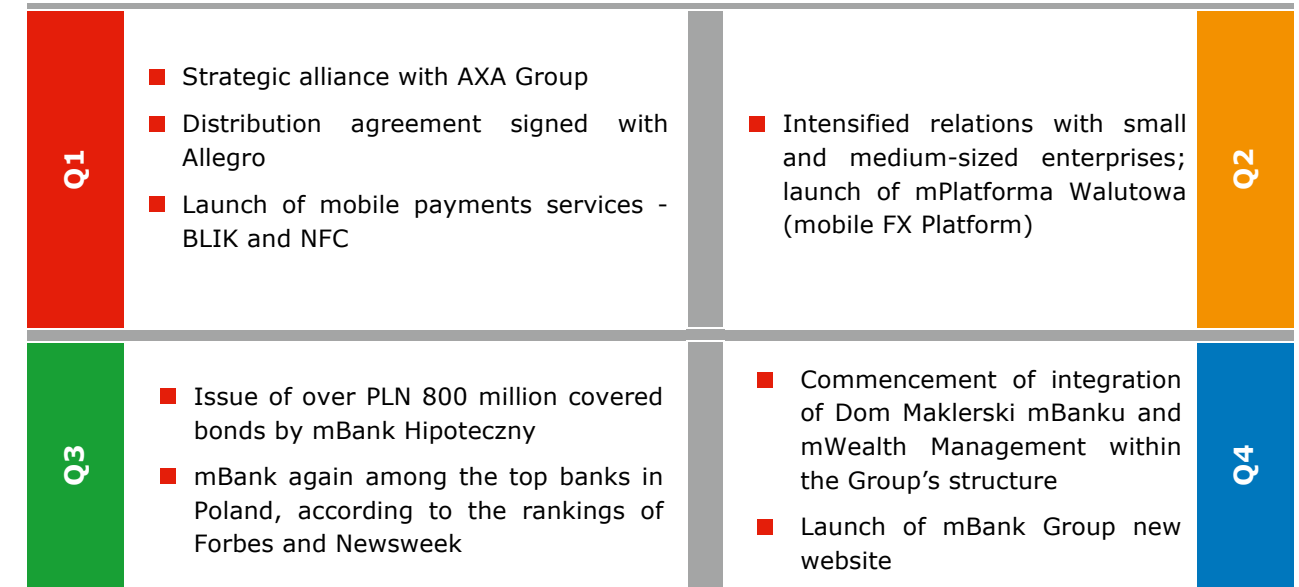 Q1
Strategic alliance with AXA Group
Distribution agreement signed with
Allegro
Launch of mobile payments services -
BLIK and NFC
Intensified relations with small
and medium-sized enterprises;
launch of mPlatforma Walutowa
(mobile FX Platform)
Q2
Q3
Issue of over PLN 800 million covered
bonds by mBank Hipoteczny
mBank again among the top banks in
Poland, according to the rankings of
Forbes and Newsweek
Commencement of integration
of Dom Maklerski mBanku and
mWealth Management within
the Group’s structure
Launch of mBank Group new
website
Q4